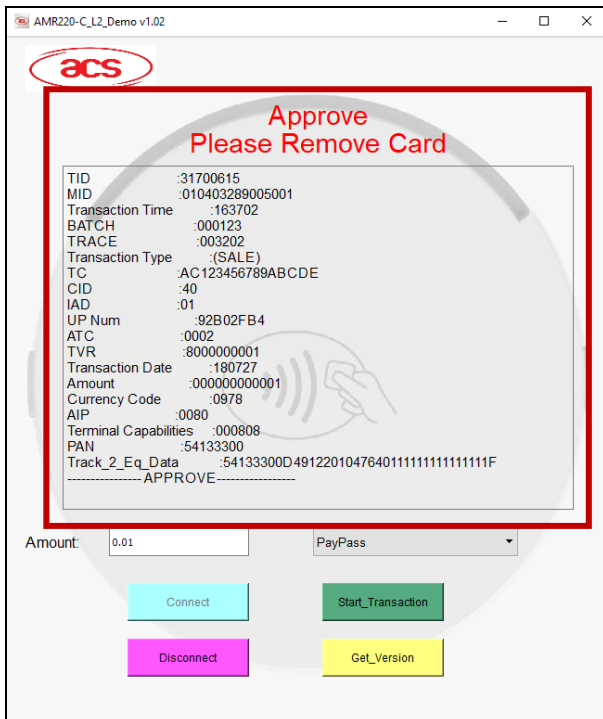 AMR220-C_L2_Demo v1.02
acs
acs
Approve
Please Remove Card
TID :31700615
MID :010403289005001
Transaction Time :163702
BATCH :000123
TRACE :003202
Transaction Type :(SALE)
TC :AC123456789ABCDE
CID :40
IAD :01
UP Num :92B02FB4
ATC :0002
TVR :8000000001
Transaction Date :180727
Amount :000000000001
Currency Code :0978
AIP :0080
Terminal Capabilities :000808
PAN :54133300
Track_2_Eq_Data :54133300D4912201047640111111111111111F
---------------- APPROVE-----------------
Amount: 0.01 PayPass
Connect Start_Transaction
Disconnect Get_Version